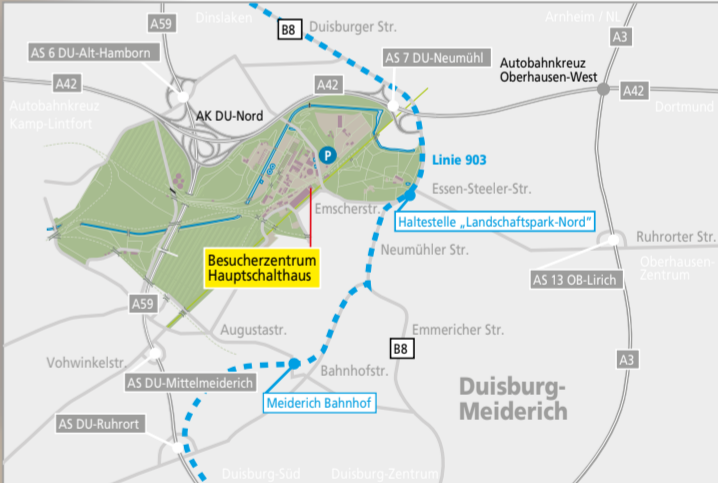 A59
Dinslaken
B8
Duisburger Str.
Arnheim / NL
A3
AS 6 DU-Alt-Hamborn
AS 7 DU-Neumühl
Autobahnkreuz
Oberhausen-West
A42
A42
A42
Autobahnkreuz
Kamp-Lintfort
AK DU-Nord
Dortmund
P
Linie 903
Essen-Steeler-Str.
Emscherstr.
Haltestelle „Landschaftspark-Nord“
Neumühler Str.
Ruhrorter Str.
Besucherzentrum
Hauptschalthaus
Oberhausen-
Zentrum
AS 13 OB-Lirich
A59
Augustastr.
Emmericher Str.
B8
Vohwinkelstr.
Bahnhofstr.
A3
AS DU-Mittelmeiderich
Meiderich Bahnhof
Duisburg-
Meiderich
AS DU-Ruhrort
Duisburg-Süd
Duisburg-Zentrum